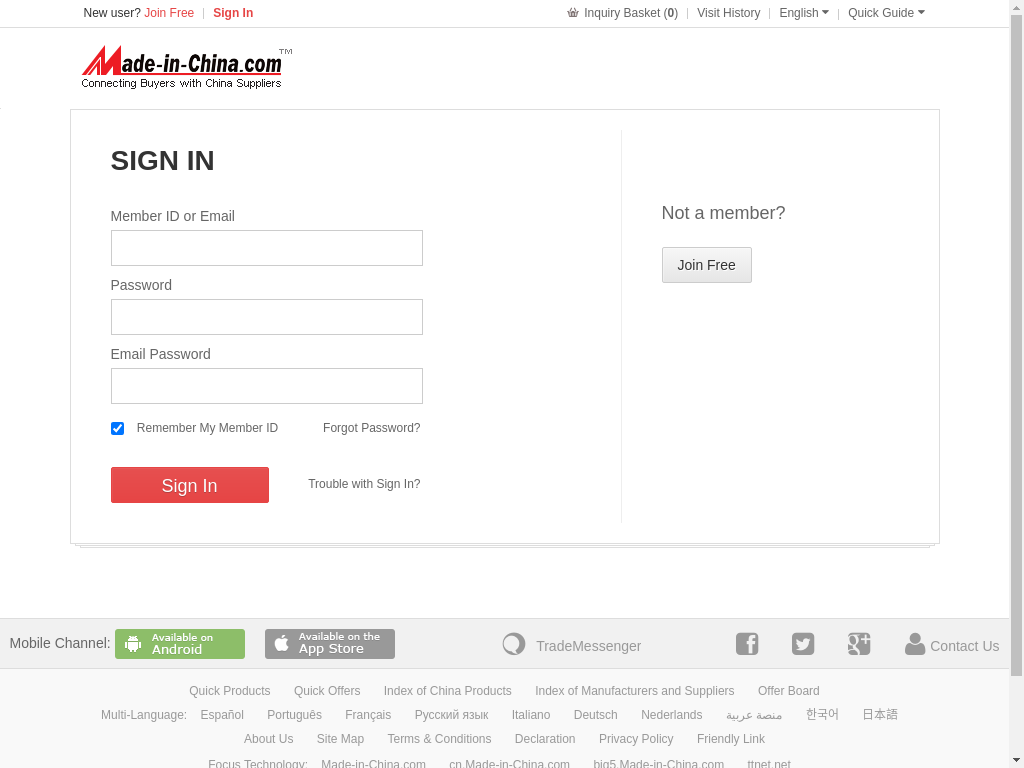 New user? Join Free Sign In Inquiry Basket (0) Visit History English Quick Guide
Made-in-China.com TM
Connecting Buyers with China Suppliers
SIGN IN
Member ID or Email
Password
Email Password
Remember My Member ID Forgot Password?
Sign In Trouble with Sign In?
Not a member?
Join Free
Mobile Channel: Available on Android Available on the App Store TradeMessenger Contact Us
Quick Products Quick Offers Index of China Products Index of Manufacturers and Suppliers Offer Board
Multi-Language: Español Português Français Русский язык Italiano Deutsch Nederlands منصة عربية 한국어 日本語
About Us Site Map Terms & Conditions Declaration Privacy Policy Friendly Link
Focus Technology: Made-in-China.com cn.Made-in-China.com big5.Made-in-China.com ttnet.net